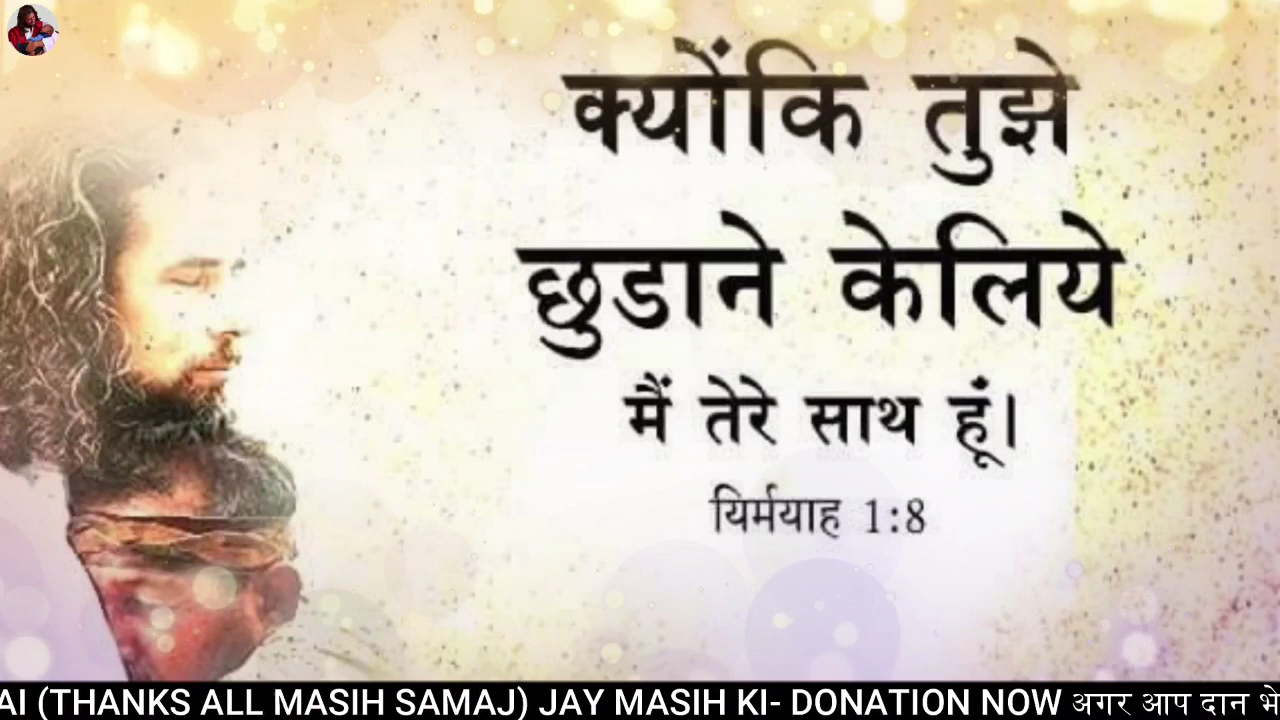 क्योंकि तुझे
छुडाने केलिये
मैं तेरे साथ हूं।
यिर्मयाह 1:8
AI (THANKS ALL MASIH SAMAJ) JAY MASIH KI- DONATION NOW अगर आप दान भे